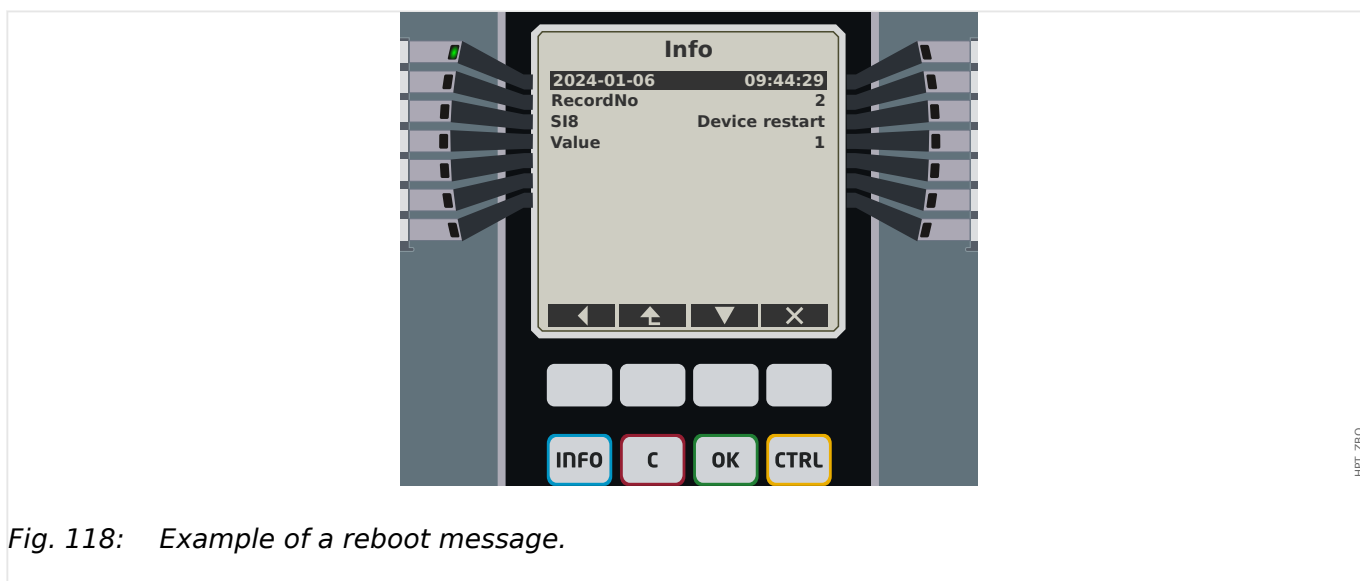 Info
2024-01-06 09:44:29
RecordNo 2
SI8 Device restart
Value 1
INFO C OK CTRL
HPT_ZBO
Fig. 118: Example of a reboot message.